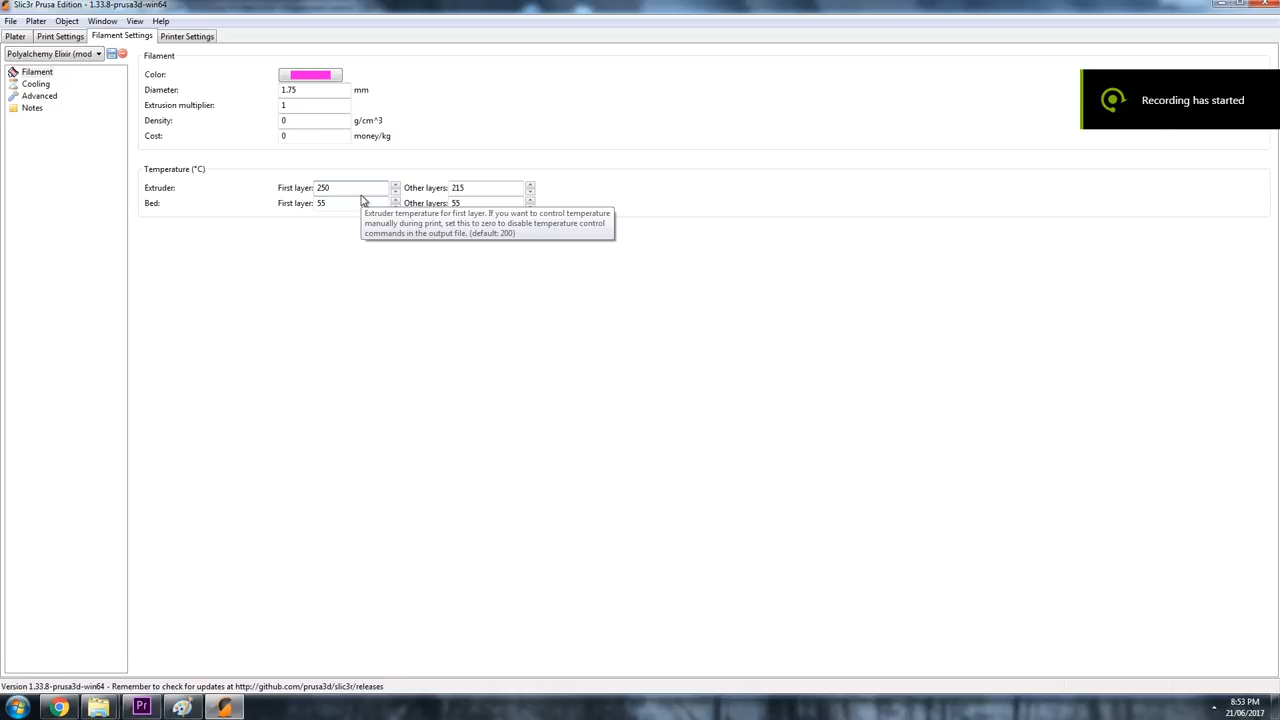 Slic3r Prusa Edition - 1.33.8-prusa3d-win64
File Plater Object Window View Help
Plater Print Settings Filament Settings Printer Settings
Polyalchemy Elixir (mod
Filament
Cooling
Advanced
Notes
Filament
Color:
Diameter: 1.75 mm
Extrusion multiplier: 1
Density: 0 g/cm^3
Cost: 0 money/kg
Recording has started
Temperature (°C)
Extruder: First layer: 250 Other layers: 215
Bed: First layer: 55 Other layers: 55
Extruder temperature for first layer. If you want to control temperature
manually during print, set this to zero to disable temperature control
commands in the output file. (default: 200)
Version 1.33.8-prusa3d-win64 - Remember to check for updates at http://github.com/prusa3d/slic3r/releases
Pr
8:53 PM
21/06/2017